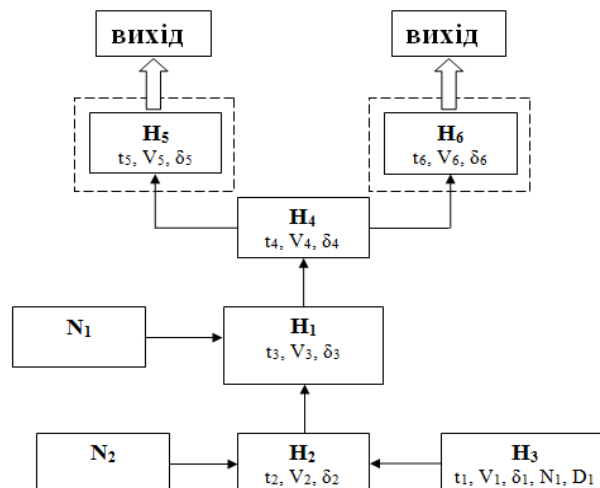 вихід
вихід
H₅
t₅, V₅, δ₅
H₆
t₆, V₆, δ₆
H₄
t₄, V₄, δ₄
N₁
H₁
t₃, V₃, δ₃
N₂
H₂
t₂, V₂, δ₂
H₃
t₁, V₁, δ₁, N₁, D₁